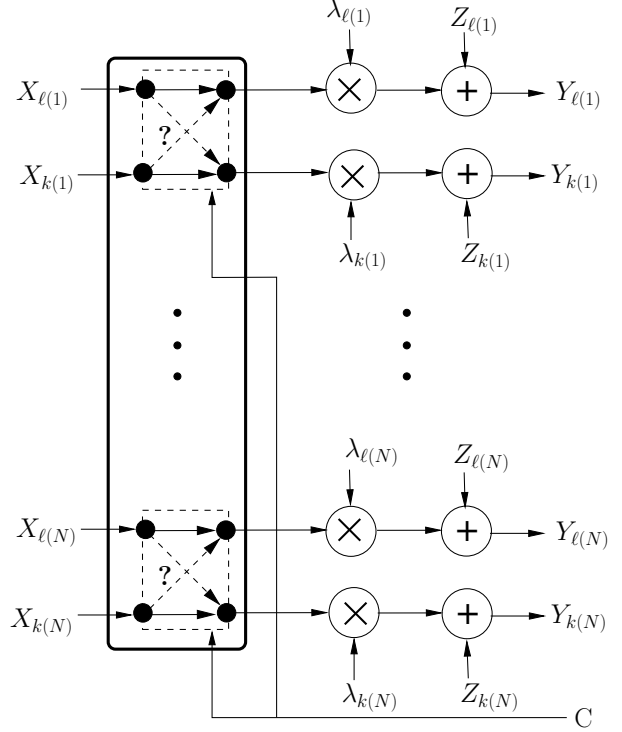 λ_{ℓ(1)} Z_{ℓ(1)}
X_{ℓ(1)} ? × + Y_{ℓ(1)}
X_{k(1)} × + Y_{k(1)}
λ_{k(1)} Z_{k(1)}
λ_{ℓ(N)} Z_{ℓ(N)}
X_{ℓ(N)} ? × + Y_{ℓ(N)}
X_{k(N)} × + Y_{k(N)}
λ_{k(N)} Z_{k(N)}
C